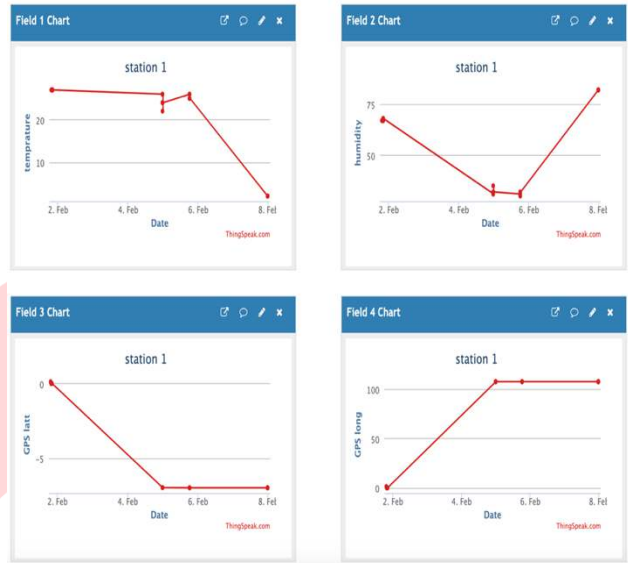 Field 1 Chart
station 1
temprature
20
10
2. Feb 4. Feb 6. Feb 8. Fel
Date
ThingSpeak.com
Field 2 Chart
station 1
humidity
75
50
2. Feb 4. Feb 6. Feb 8. Fel
Date
ThingSpeak.com
Field 3 Chart
station 1
GPS latt
0
-5
2. Feb 4. Feb 6. Feb 8. Fel
Date
ThingSpeak.com
Field 4 Chart
station 1
GPS long
100
50
0
2. Feb 4. Feb 6. Feb 8. Fel
Date
ThingSpeak.com